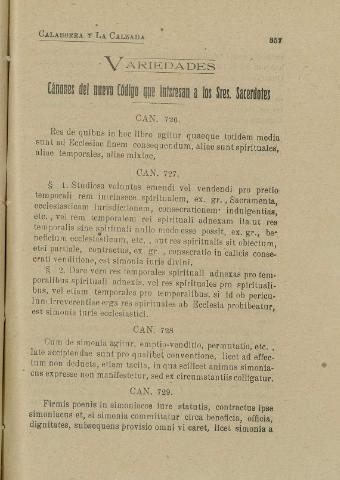 CALAHORRA Y LA CALZADA 357
VARIEDADES
Cánones del nuevo Código que interesan a los Sres. Sacerdotes
CAN. 726.
Res de quibus in hoc libro agitur quaeque totidem media
sunt ad Ecclesiae finem consequendum, aliae sunt spirituales,
aliae temporales, aliae mixtae,
CAN. 727.
§ 1. Studiosa voluntas emendi vel vendendi pro pretio
temporali rem intrinsece spiritualem, ex. gr., Sacramenta,
ecclesiasticam jurisdictionem, consecrationem, indulgentias,
etc., vel rem temporalem rei spirituali adnexam ita ut res
temporalis sine spirituali nullo modo esse possit, ex. gr., be-
neficium ecclesiasticum, etc., aut res spiritualis sit obiectum,
etsi partiale, contractus, ex. gr., consecratio in calicis conse-
crati venditione, est simonia iuris divini.
§ 2. Dare vero res temporales spirituali adnexas pro tem-
poralibus spirituali adnexis, vel res spirituales pro spirituali-
bus, vel etiam temporales pro temporalibus, si id ob pericu-
lum irreverentiae erga res spirituales ab Ecclesia prohibeatur,
est simonia iuris ecclesiastici.
CAN. 728
Cum de simonia agitur, emptio-venditio, permutatio, etc.,
late accipiendae sunt pro qualibet conventione, licet ad effec-
tum non deducta, etiam tacita, in qua scilicet animus simonia-
cus expresse non manifestetur, sed ex circumstantiis colligatur.
CAN. 729.
Firmis poenis in simoniacos iure statutis, contractus ipse
simoniacus et, si simonia committatur circa beneficia, officia,
dignitates, subsequens provisio omni vi caret, licet simonia a